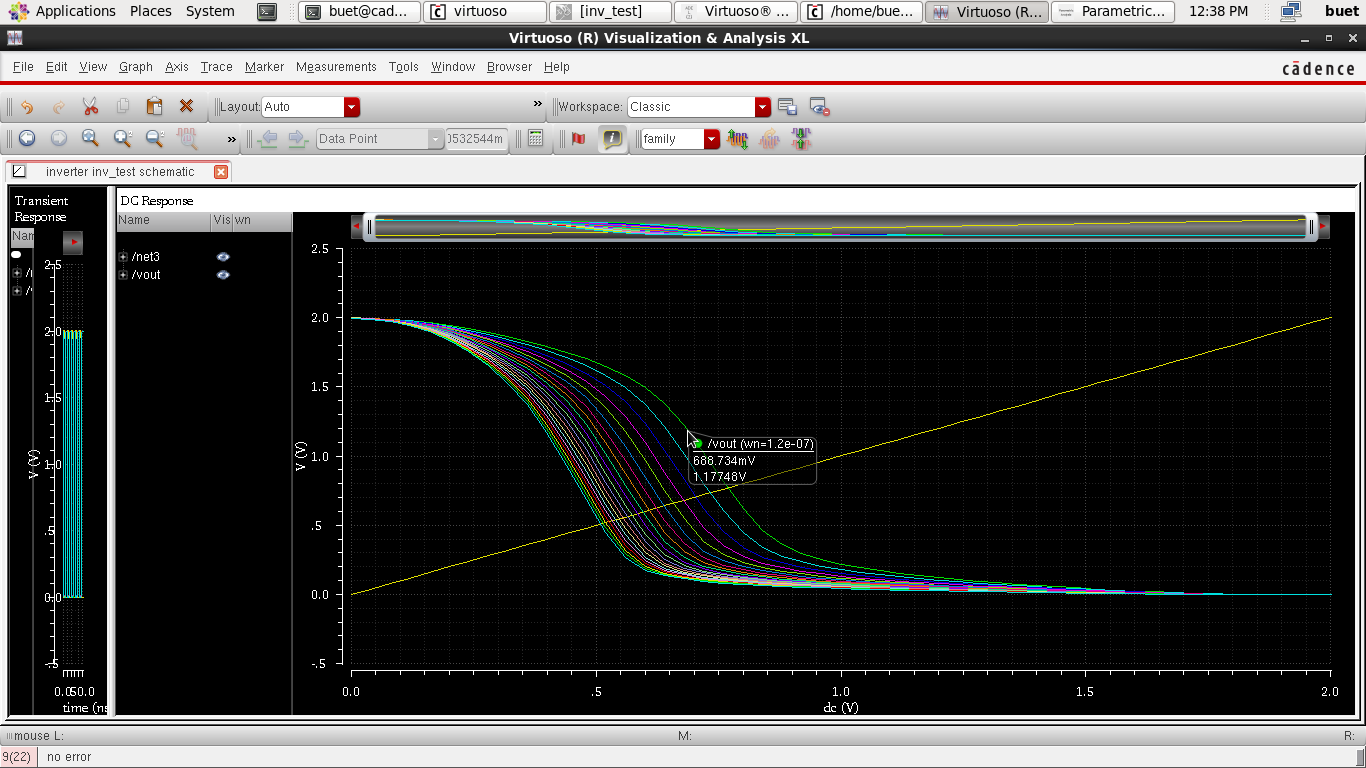 Applications Places System buet@cad... virtuoso [inv_test] Virtuoso® ... /home/bue... Virtuoso (R... Parametric... 12:38 PM buet
Virtuoso (R) Visualization & Analysis XL
File Edit View Graph Axis Trace Marker Measurements Tools Window Browser Help
cādence
Layout: Auto » Workspace: Classic
» Data Point 0532544m family
inverter inv_test schematic
Transient
Response
DC Response
Nam
Name Vis wn
/net3
/vout
2.5
2.0
1.5
1.0
.5
0.0
-.5
V (V)
0.0 50.0
time (ns
2.5
2.0
1.5
1.0
.5
0.0
-.5
V (V)
/vout (wn=1.2e-07)
688.734mV
1.17748V
0.0 .5 1.0 1.5 2.0
dc (V)
mouse L: M: R:
9(22) no error